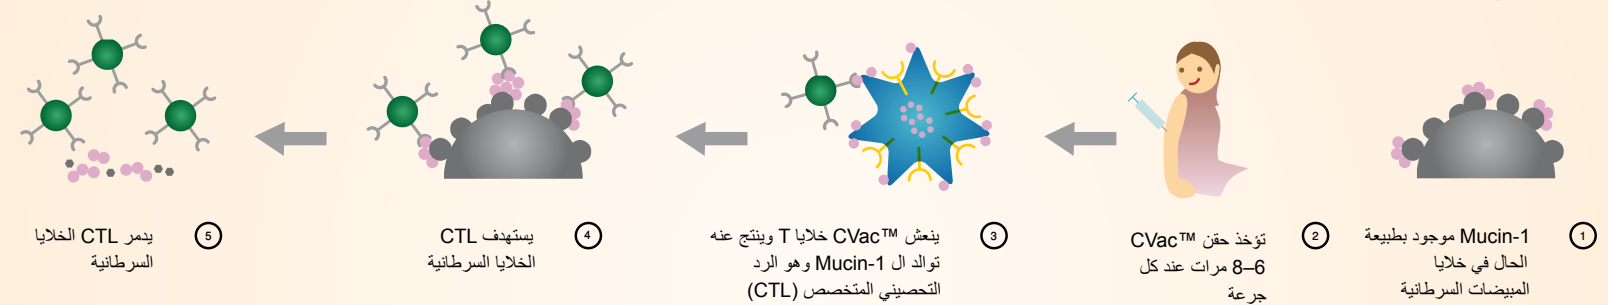 1
Mucin-1 موجود بطبيعة
الحال في خلايا
المبيضات السرطانية
2
تؤخذ حقن CVac™
6–8 مرات عند كل
جرعة
3
ينعش CVac™ خلايا T وينتج عنه
توالد ال Mucin-1 وهو الرد
التحصيني المتخصص (CTL)
4
يستهدف CTL
الخلايا السرطانية
5
يدمر CTL الخلايا
السرطانية